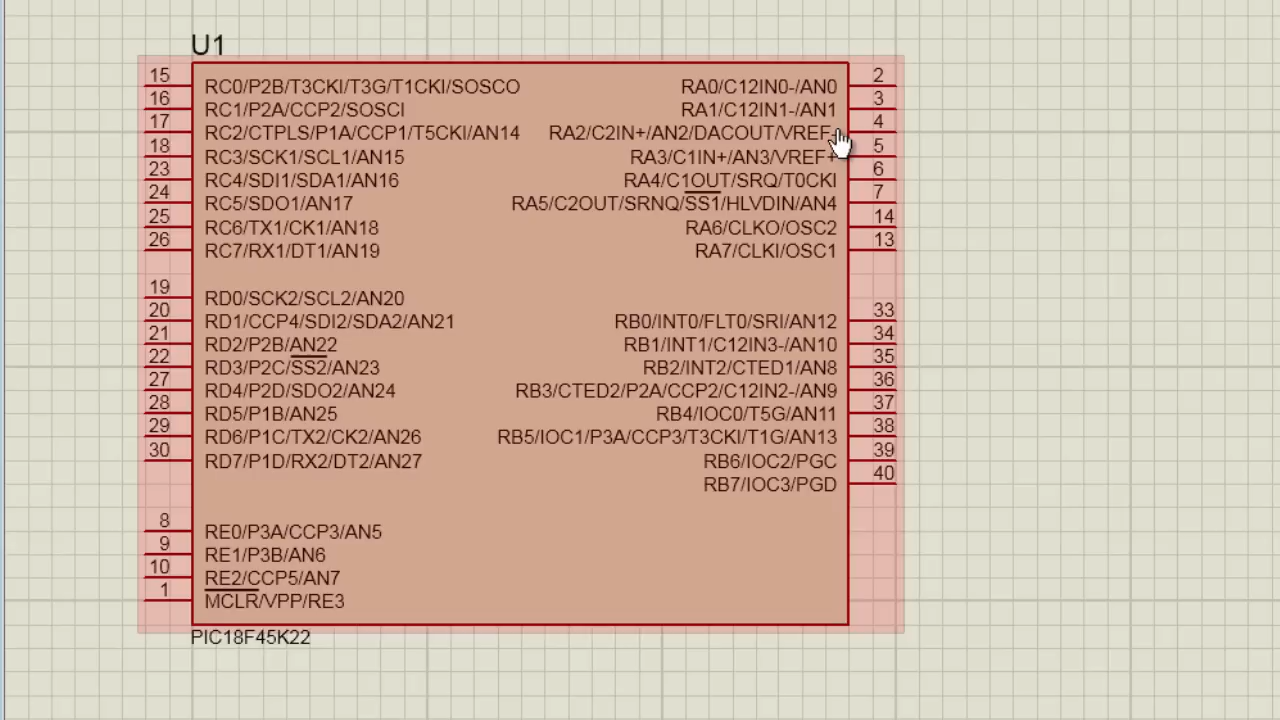 U1
15 RC0/P2B/T3CKI/T3G/T1CKI/SOSCO RA0/C12IN0-/AN0 2
16 RC1/P2A/CCP2/SOSCI RA1/C12IN1-/AN1 3
17 RC2/CTPLS/P1A/CCP1/T5CKI/AN14 RA2/C2IN+/AN2/DACOUT/VREF- 4
18 RC3/SCK1/SCL1/AN15 RA3/C1IN+/AN3/VREF+ 5
23 RC4/SDI1/SDA1/AN16 RA4/C1OUT/SRQ/T0CKI 6
24 RC5/SDO1/AN17 RA5/C2OUT/SRNQ/SS1/HLVDIN/AN4 7
25 RC6/TX1/CK1/AN18 RA6/CLKO/OSC2 14
26 RC7/RX1/DT1/AN19 RA7/CLKI/OSC1 13
19 RD0/SCK2/SCL2/AN20
20 RD1/CCP4/SDI2/SDA2/AN21 RB0/INT0/FLT0/SRI/AN12 33
21 RD2/P2B/AN22 RB1/INT1/C12IN3-/AN10 34
22 RD3/P2C/SS2/AN23 RB2/INT2/CTED1/AN8 35
27 RD4/P2D/SDO2/AN24 RB3/CTED2/P2A/CCP2/C12IN2-/AN9 36
28 RD5/P1B/AN25 RB4/IOC0/T5G/AN11 37
29 RD6/P1C/TX2/CK2/AN26 RB5/IOC1/P3A/CCP3/T3CKI/T1G/AN13 38
30 RD7/P1D/RX2/DT2/AN27 RB6/IOC2/PGC 39
RB7/IOC3/PGD 40
8 RE0/P3A/CCP3/AN5
9 RE1/P3B/AN6
10 RE2/CCP5/AN7
1 MCLR/VPP/RE3
PIC18F45K22